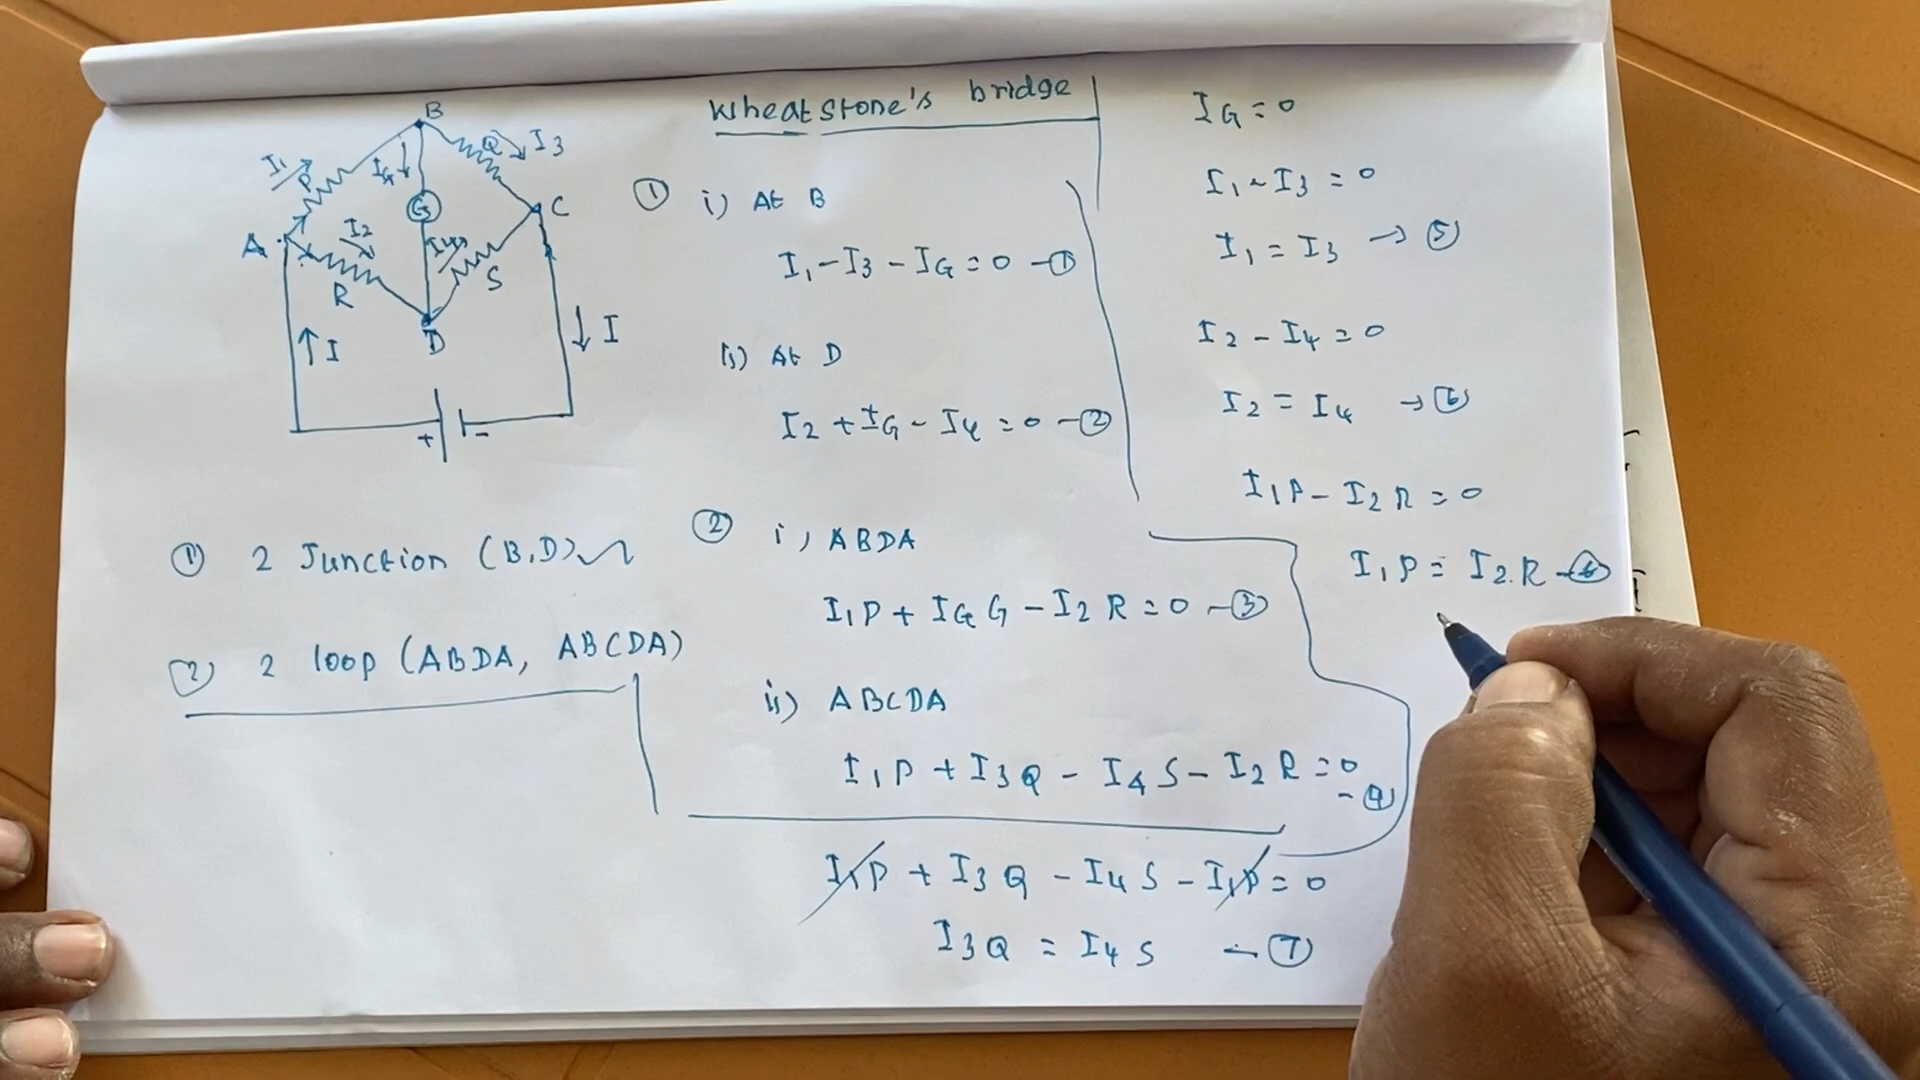 Wheatstone's bridge
B
I1 P
IG
Q I3
G
A
C
I2
I4
R
S
D
I
I
+ -
① 2 Junction (B,D)
② 2 loop (ABDA, ABCDA)
① i) At B
I1 - I3 - IG = 0 - ①
ii) At D
I2 + IG - I4 = 0 - ②
② i) ABDA
I1P + IG G - I2 R = 0 - ③
ii) ABCDA
I1P + I3Q - I4S - I2R = 0
- ④
I1P + I3Q - I4S - I1P = 0
I3Q = I4S - ⑦
IG = 0
I1 - I3 = 0
I1 = I3 → ⑤
I2 - I4 = 0
I2 = I4 → ⑥
I1P - I2R = 0
I1P = I2.R - ⑥